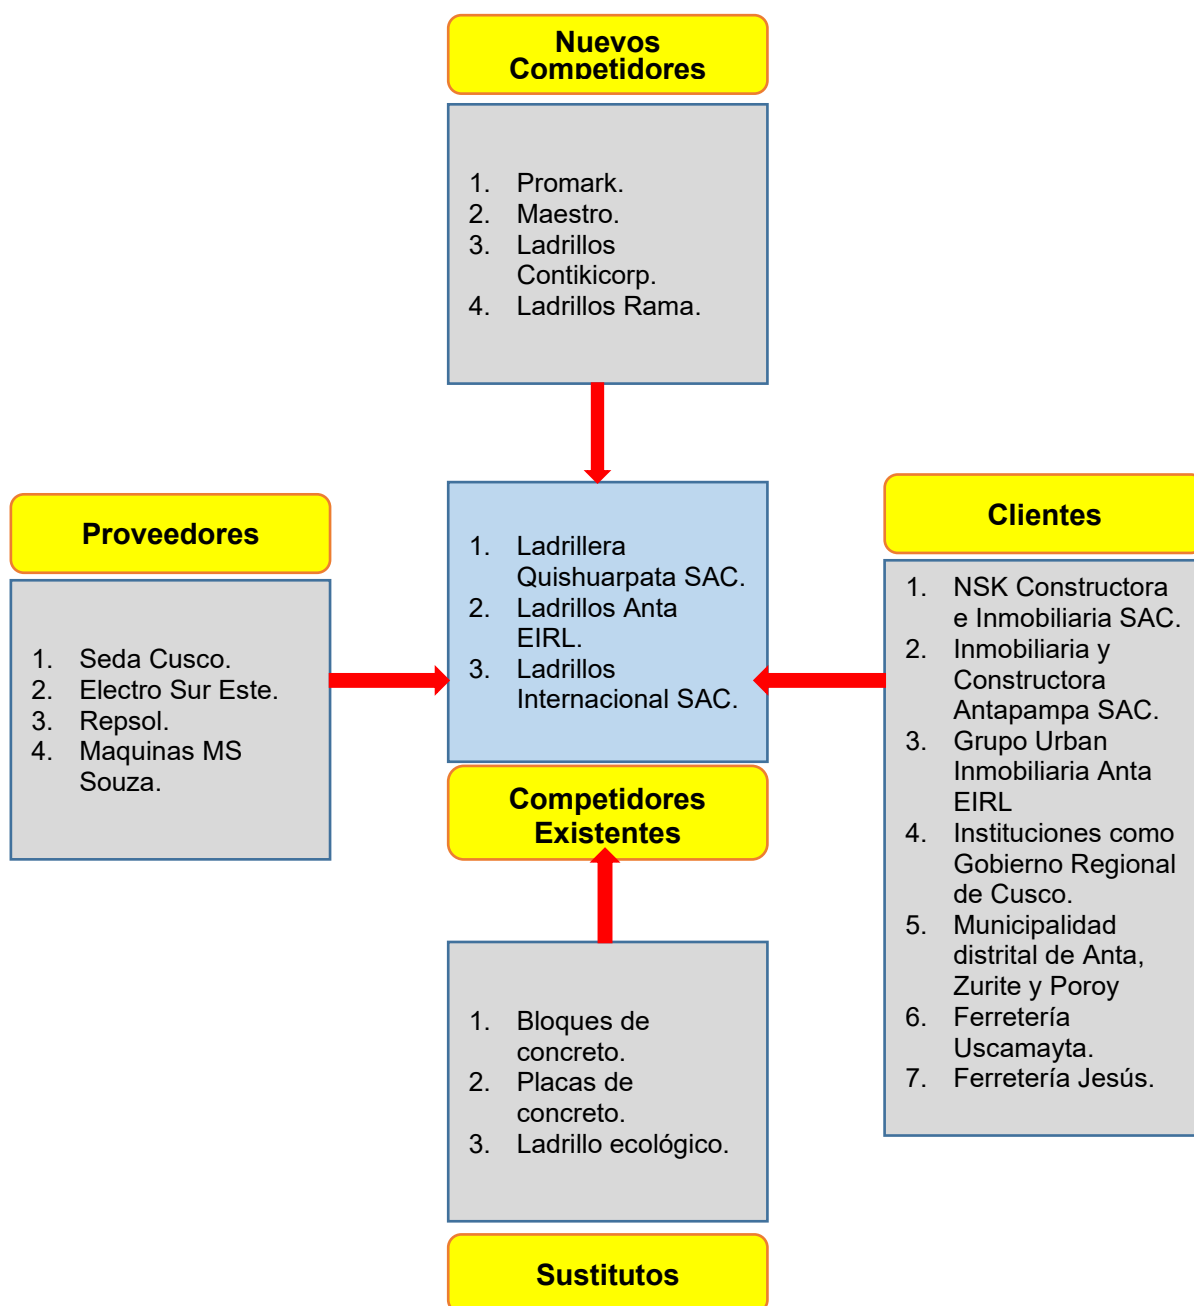 Nuevos
Competidores
1. Promark.
2. Maestro.
3. Ladrillos
Contikicorp.
4. Ladrillos Rama.
Proveedores
1. Seda Cusco.
2. Electro Sur Este.
3. Repsol.
4. Maquinas MS
Souza.
1. Ladrillera
Quishuarpata SAC.
2. Ladrillos Anta
EIRL.
3. Ladrillos
Internacional SAC.
Competidores
Existentes
Clientes
1. NSK Constructora
e Inmobiliaria SAC.
2. Inmobiliaria y
Constructora
Antapampa SAC.
3. Grupo Urban
Inmobiliaria Anta
EIRL
4. Instituciones como
Gobierno Regional
de Cusco.
5. Municipalidad
distrital de Anta,
Zurite y Poroy
6. Ferretería
Uscamayta.
7. Ferretería Jesús.
1. Bloques de
concreto.
2. Placas de
concreto.
3. Ladrillo ecológico.
Sustitutos